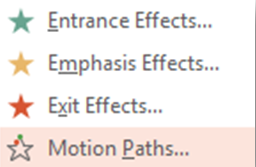 Entrance Effects...
Emphasis Effects...
Exit Effects...
Motion Paths...